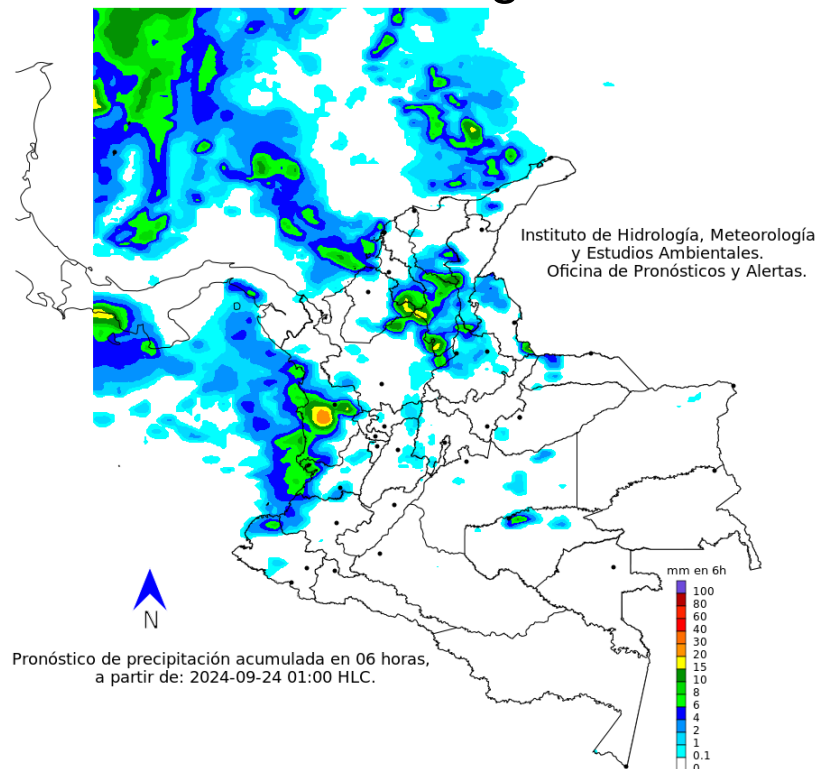 Instituto de Hidrología, Meteorología
y Estudios Ambientales.
Oficina de Pronósticos y Alertas.
N
Pronóstico de precipitación acumulada en 06 horas,
a partir de: 2024-09-24 01:00 HLC.
mm en 6h
100
80
60
40
30
20
15
10
8
6
4
2
1
0.1
0